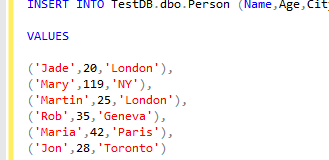 INSERT INTO TestDB.dbo.Person (Name,Age,Cit
VALUES
('Jade',20,'London'),
('Mary',119,'NY'),
('Martin',25,'London'),
('Rob',35,'Geneva'),
('Maria',42,'Paris'),
('Jon',28,'Toronto')